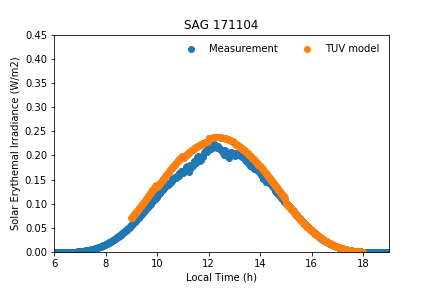 SAG 171104
Measurement
TUV model
Solar Erythemal Irradiance (W/m2)
0.45
0.40
0.35
0.30
0.25
0.20
0.15
0.10
0.05
0.00
6 8 10 12 14 16 18
Local Time (h)